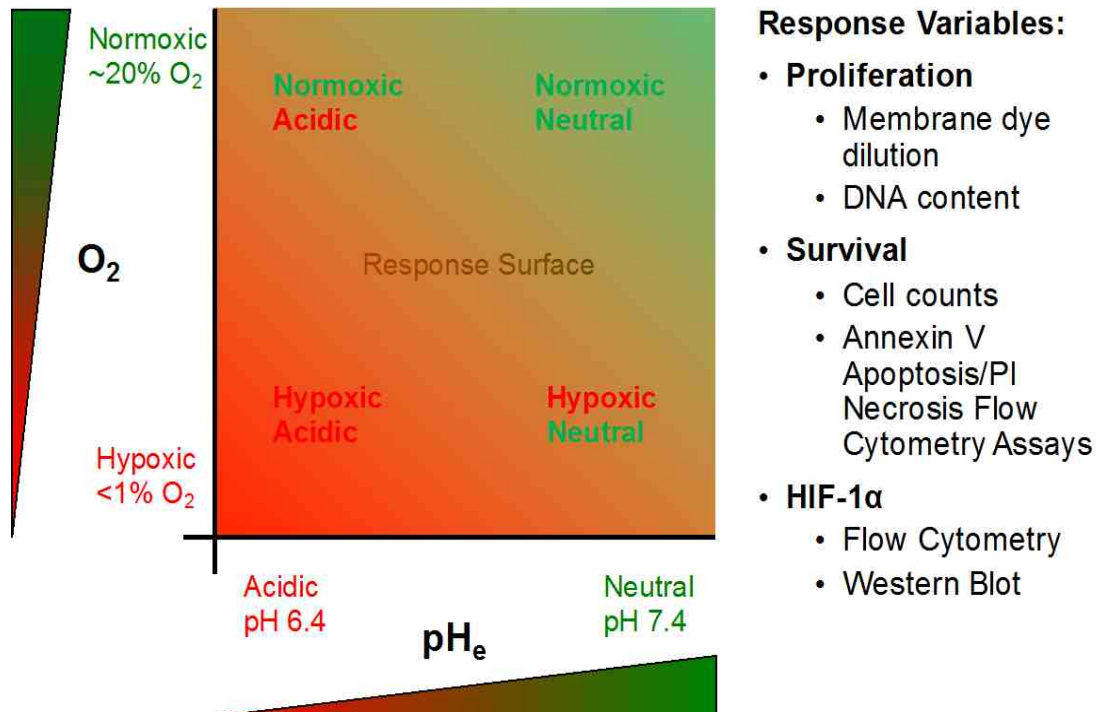 Normoxic
~20% O₂
O₂
Hypoxic
<1% O₂
Normoxic
Acidic
Normoxic
Neutral
Response Surface
Hypoxic
Acidic
Hypoxic
Neutral
Acidic
pH 6.4
Neutral
pH 7.4
pHₑ
Response Variables:
• Proliferation
• Membrane dye
dilution
• DNA content
• Survival
• Cell counts
• Annexin V
Apoptosis/PI
Necrosis Flow
Cytometry Assays
• HIF-1α
• Flow Cytometry
• Western Blot